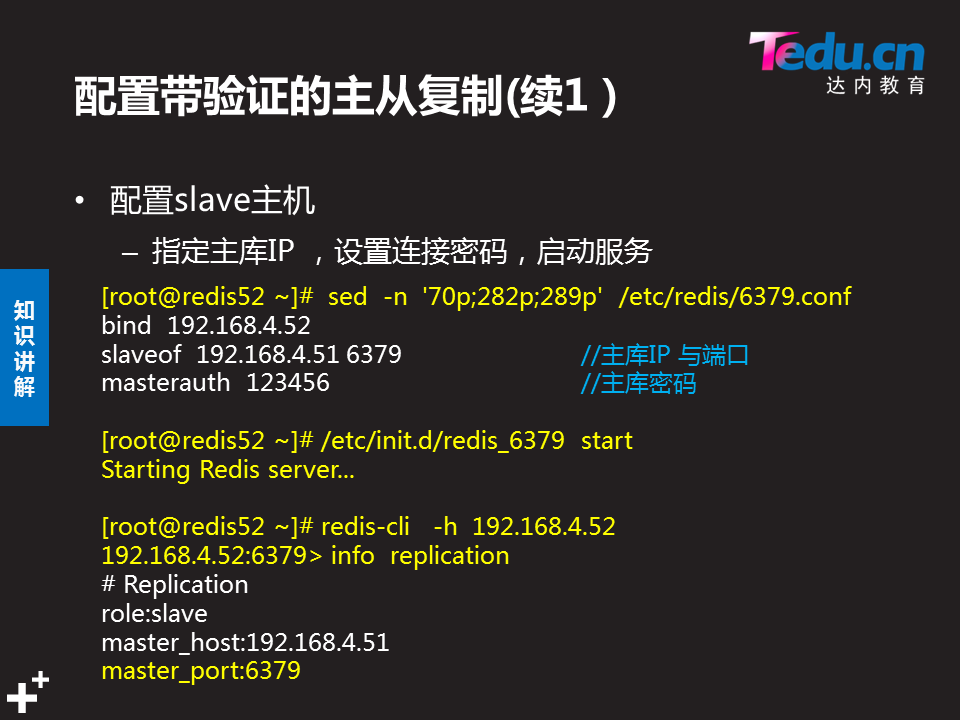 Tedu.cn
达内教育
配置带验证的主从复制(续1)
• 配置slave主机
– 指定主库IP ，设置连接密码，启动服务
知识讲解
[root@redis52 ~]# sed -n '70p;282p;289p' /etc/redis/6379.conf
bind 192.168.4.52
slaveof 192.168.4.51 6379 //主库IP 与端口
masterauth 123456 //主库密码
[root@redis52 ~]# /etc/init.d/redis_6379 start
Starting Redis server...
[root@redis52 ~]# redis-cli -h 192.168.4.52
192.168.4.52:6379> info replication
# Replication
role:slave
master_host:192.168.4.51
master_port:6379